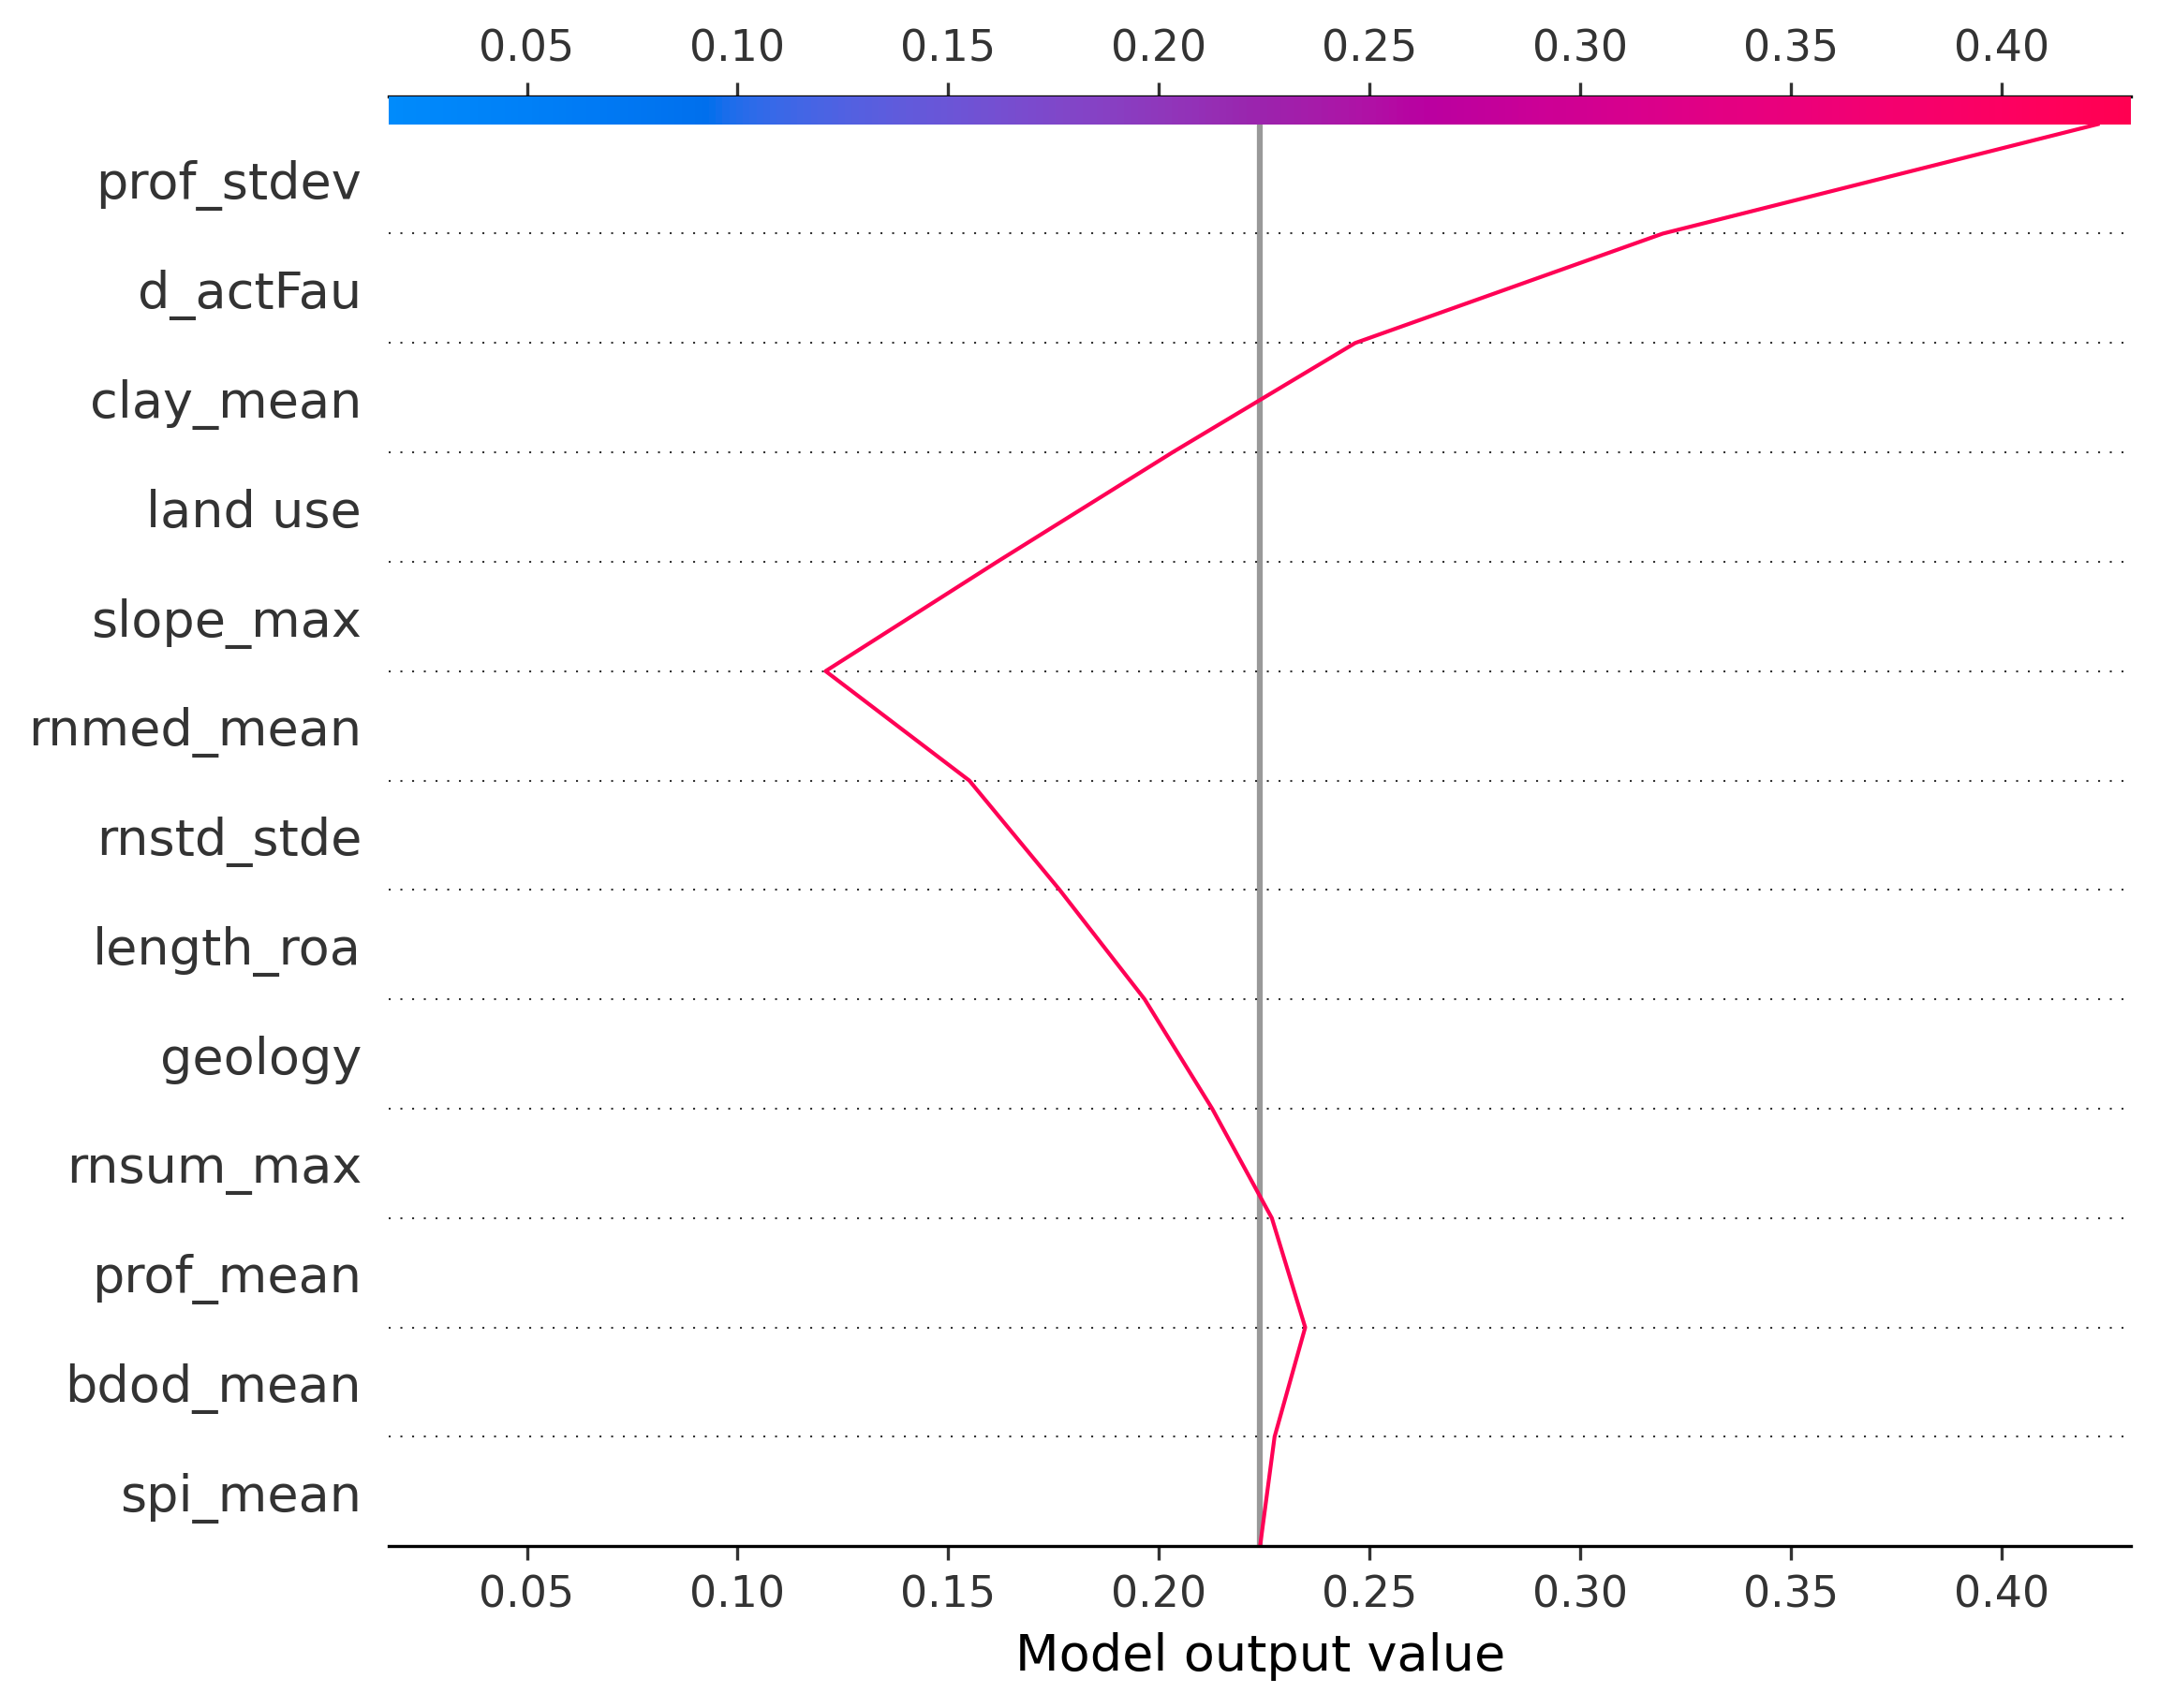 0.05 0.10 0.15 0.20 0.25 0.30 0.35 0.40
prof_stdev
d_actFau
clay_mean
land use
slope_max
rnmed_mean
rnstd_stde
length_roa
geology
rnsum_max
prof_mean
bdod_mean
spi_mean
0.05 0.10 0.15 0.20 0.25 0.30 0.35 0.40
Model output value